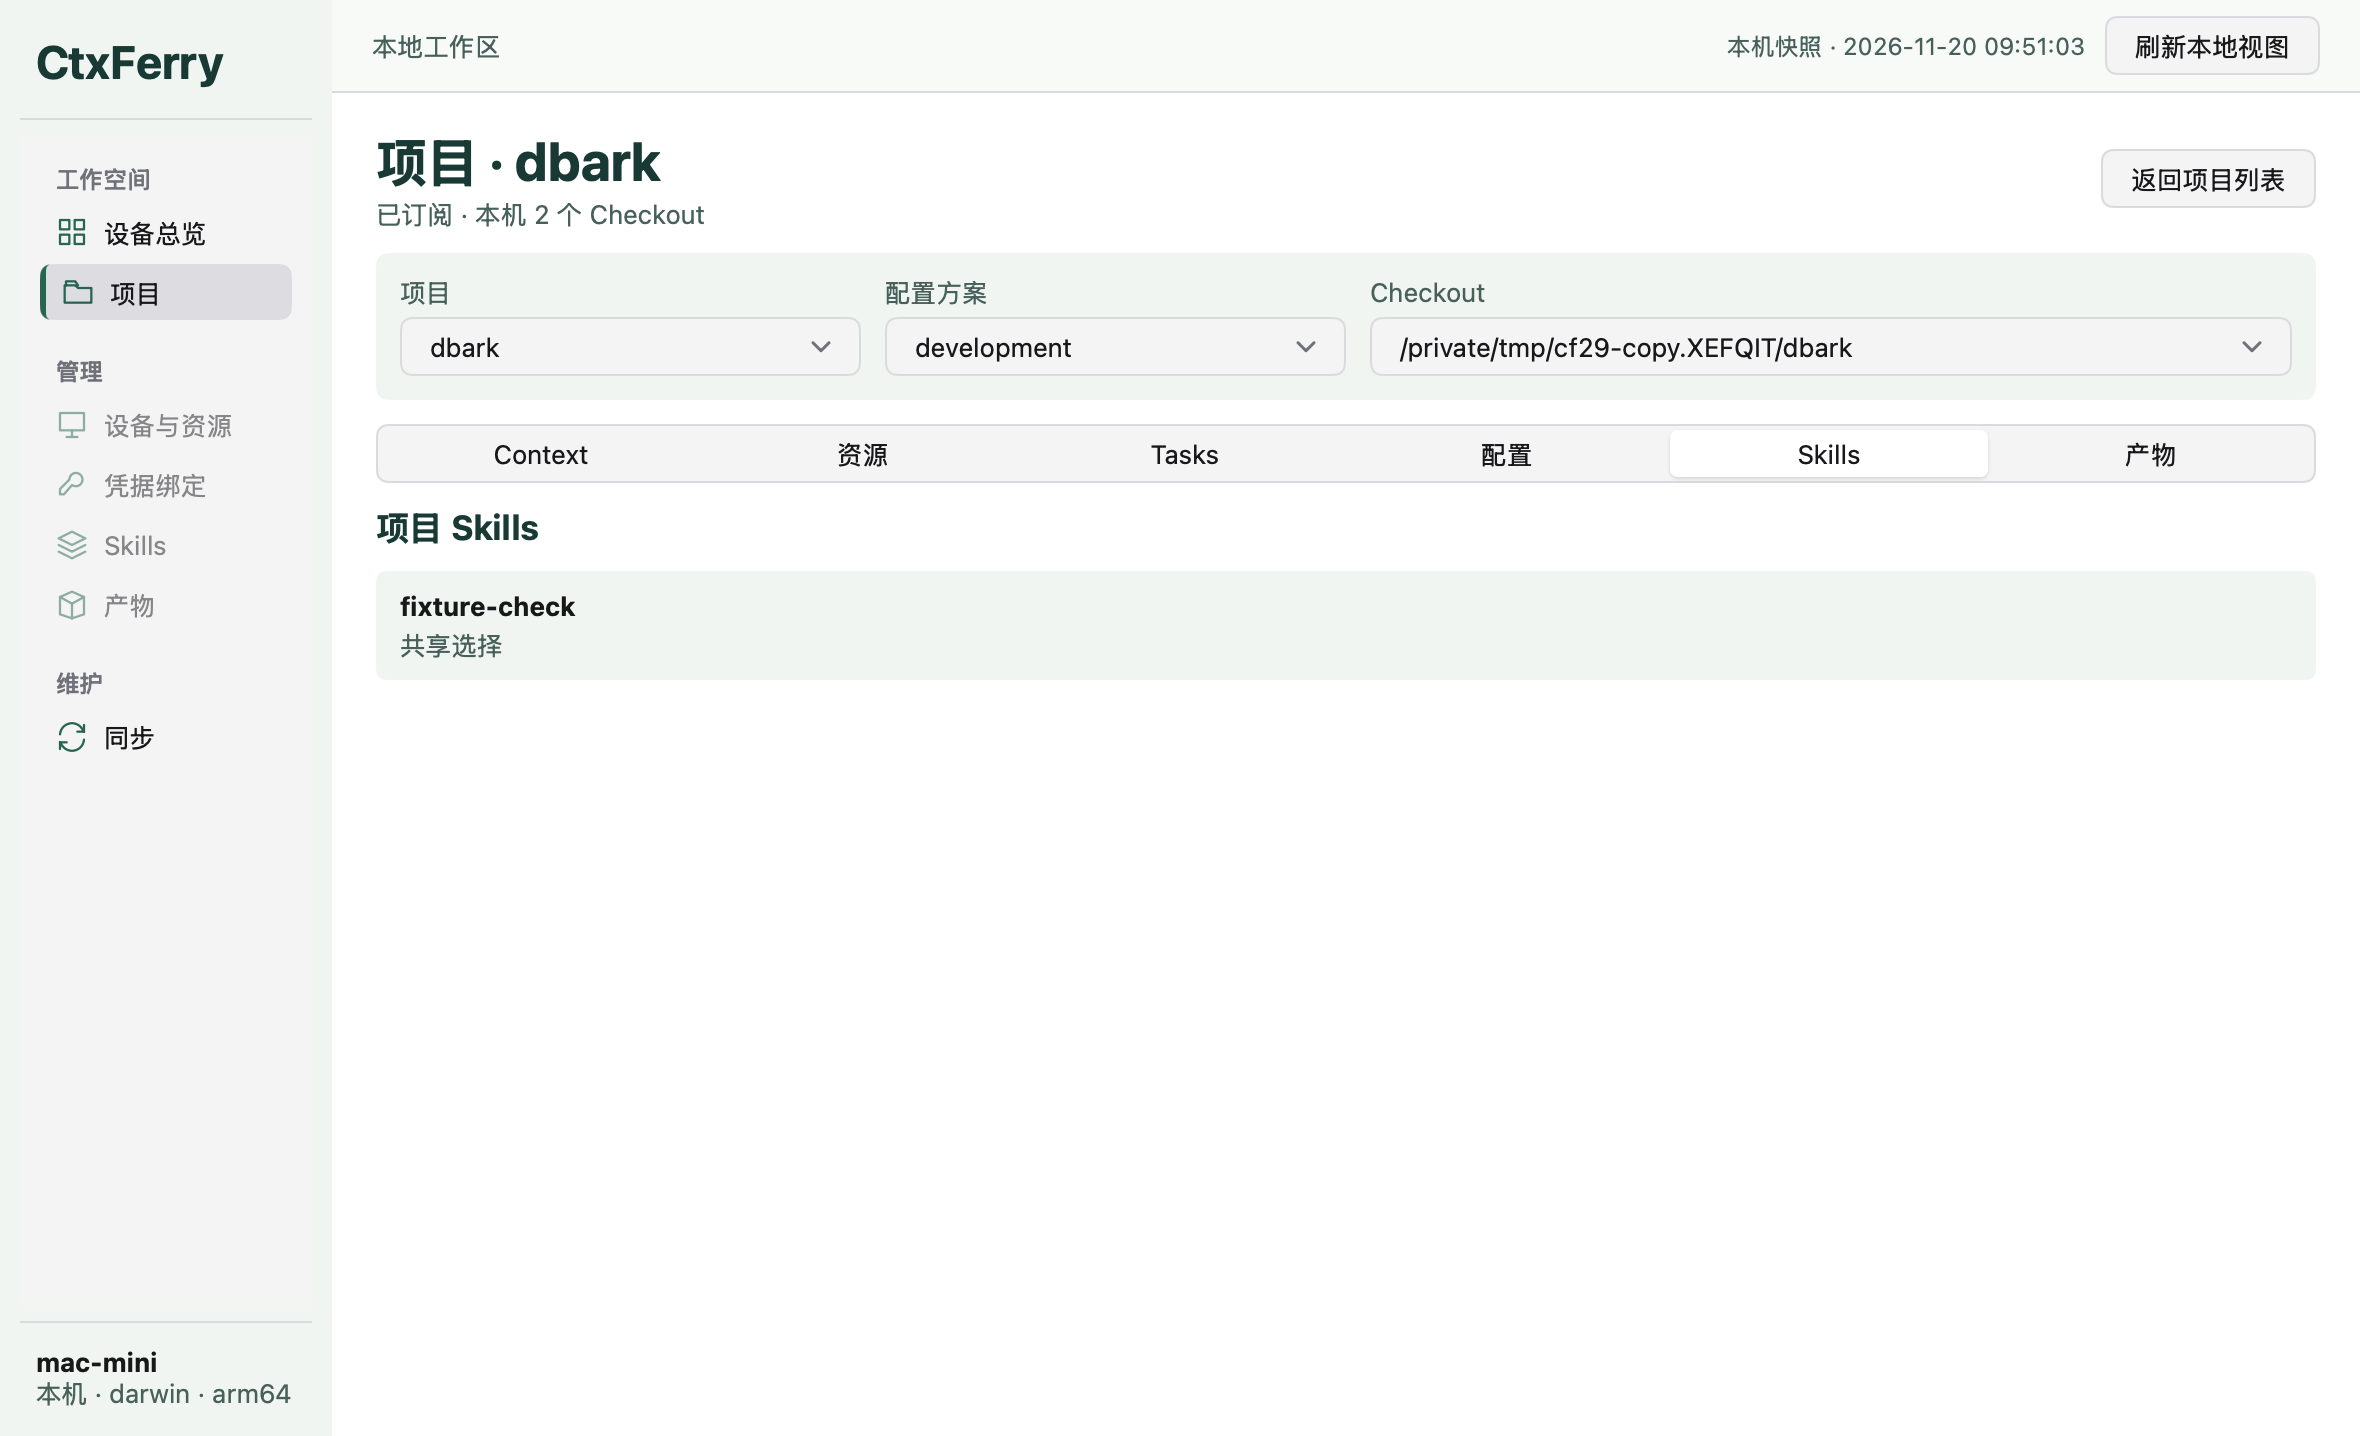 CtxFerry
工作空间
设备总览
项目
管理
设备与资源
凭据绑定
Skills
产物
维护
同步
mac-mini
本机 · darwin · arm64
本地工作区
本机快照 · 2026-11-20 09:51:03
刷新本地视图
项目 · dbark
已订阅 · 本机 2 个 Checkout
返回项目列表
项目
dbark
配置方案
development
Checkout
/private/tmp/cf29-copy.XEFQIT/dbark
Context
资源
Tasks
配置
Skills
产物
项目 Skills
fixture-check
共享选择